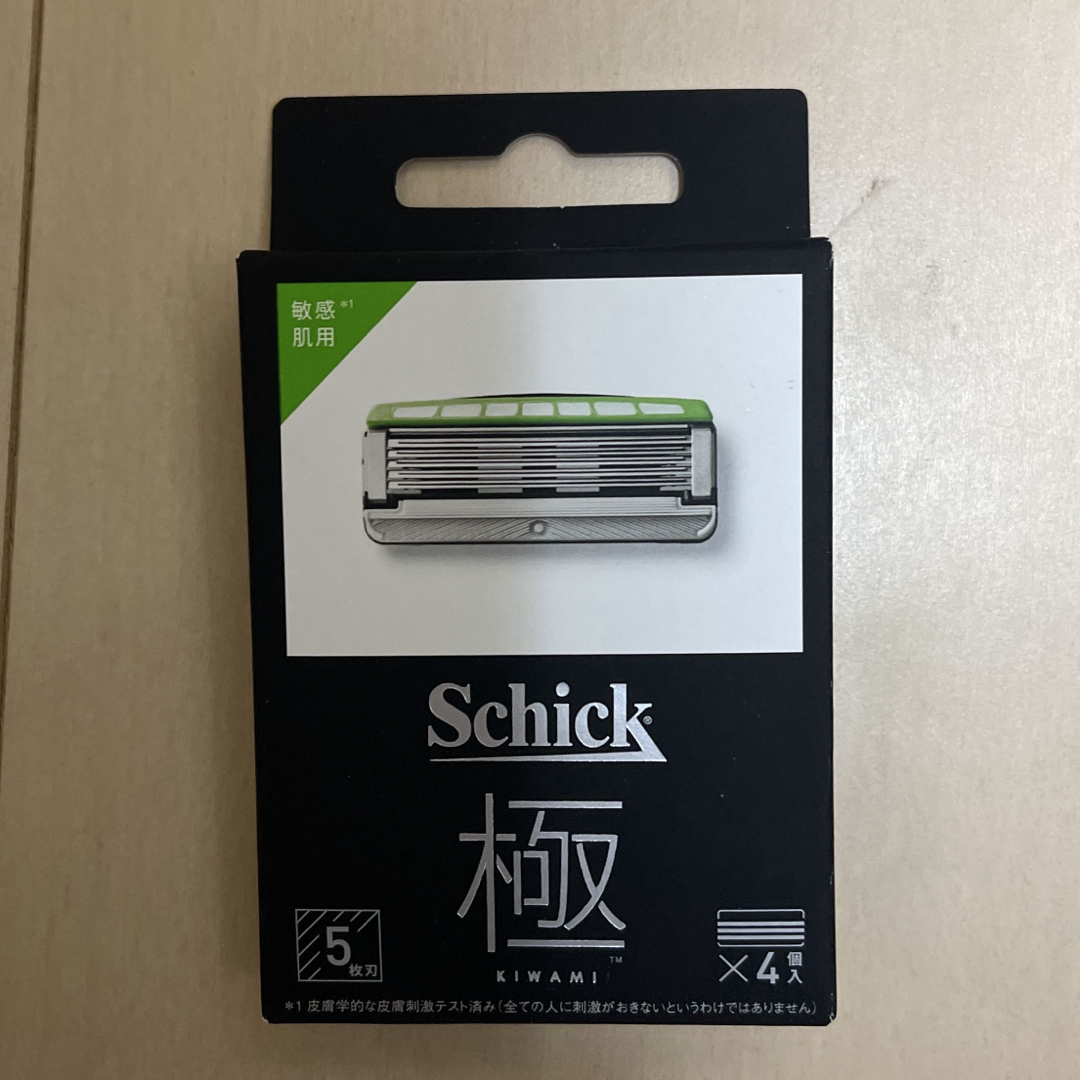 敏感*1
肌用
Schick®
極
KIWAMI™
5枚刃
×4個入
*1 皮膚学的な皮膚刺激テスト済み（全ての人に刺激がおきないというわけではありません）